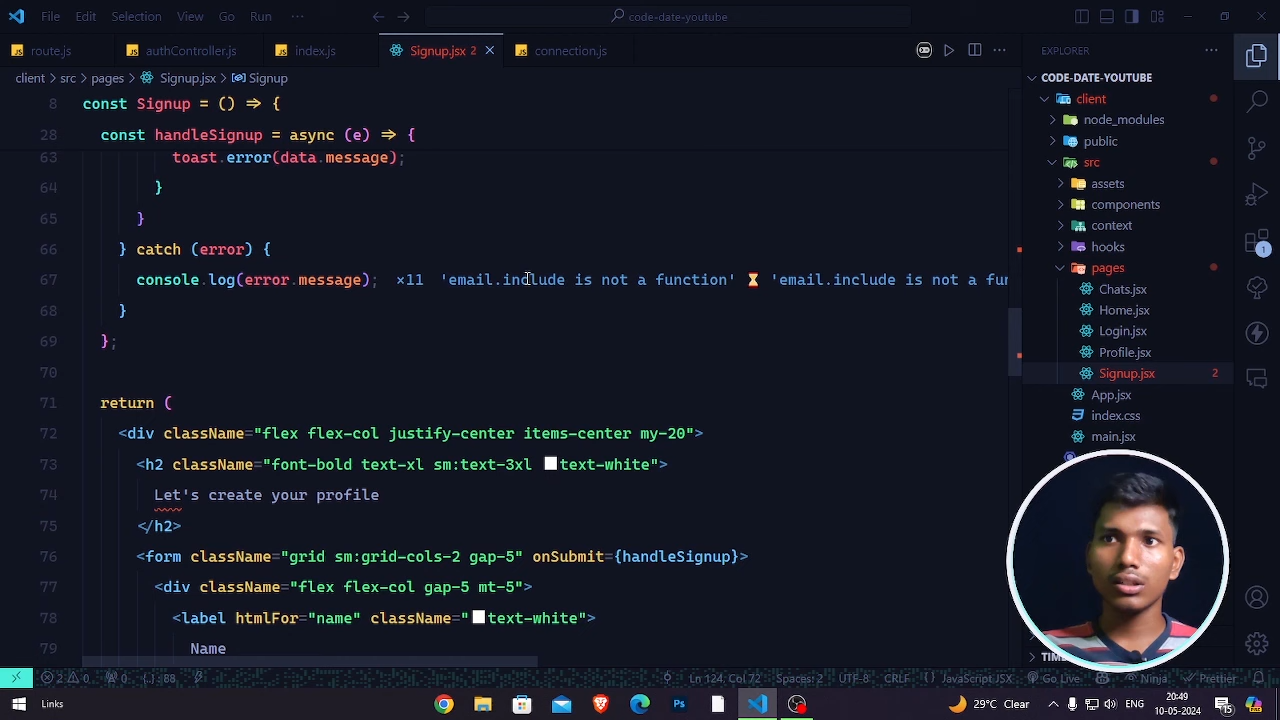 File Edit Selection View Go Run ··· code-date-youtube
route.js authController.js index.js Signup.jsx 2 connection.js
EXPLORER
client > src > pages > Signup.jsx > Signup
CODE-DATE-YOUTUBE
client
node_modules
public
src
assets
components
context
hooks
pages
Chats.jsx
Home.jsx
Login.jsx
Profile.jsx
Signup.jsx 2
App.jsx
index.css
main.jsx
8 const Signup = () => {
28 const handleSignup = async (e) => {
63 toast.error(data.message);
64 }
65 }
66 } catch (error) {
67 console.log(error.message); ×11 'email.include is not a function' ⏳ 'email.include is not a fun
68 }
69 };
70
71 return (
72 <div className="flex flex-col justify-center items-center my-20">
73 <h2 className="font-bold text-xl sm:text-3xl text-white">
74 Let's create your profile
75 </h2>
76 <form className="grid sm:grid-cols-2 gap-5" onSubmit={handleSignup}>
77 <div className="flex flex-col gap-5 mt-5">
78 <label htmlFor="name" className="text-white">
79 Name
1
2 0 0 {..}: 88 Ln 124, Col 72 Spaces: 2 UTF-8 CRLF {} JavaScript JSX Go Live Ninja Prettier
Links Ps 29°C Clear 20:49
10-05-2024